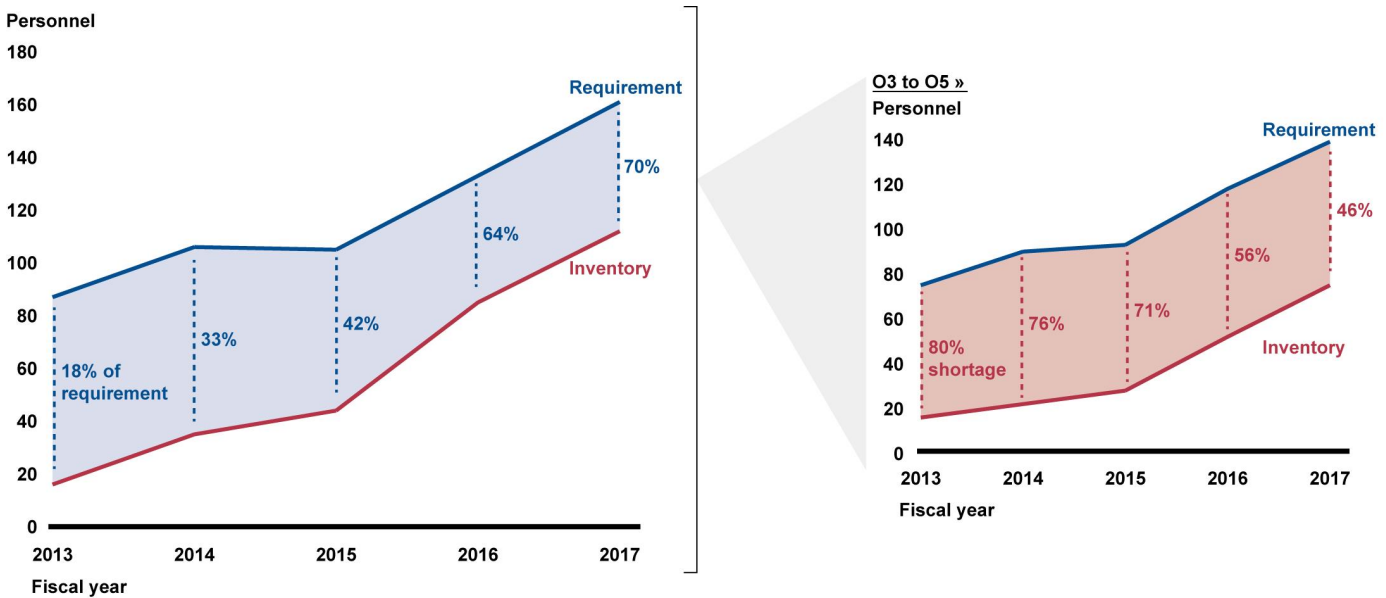 Personnel
180
160
140
120
100
80
60
40
20
0
Requirement
70%
64%
42%
33%
18% of
requirement
Inventory
2013 2014 2015 2016 2017
Fiscal year
O3 to O5 »
Personnel
140
120
100
80
60
40
20
0
Requirement
46%
56%
71%
76%
80%
shortage
Inventory
2013 2014 2015 2016 2017
Fiscal year